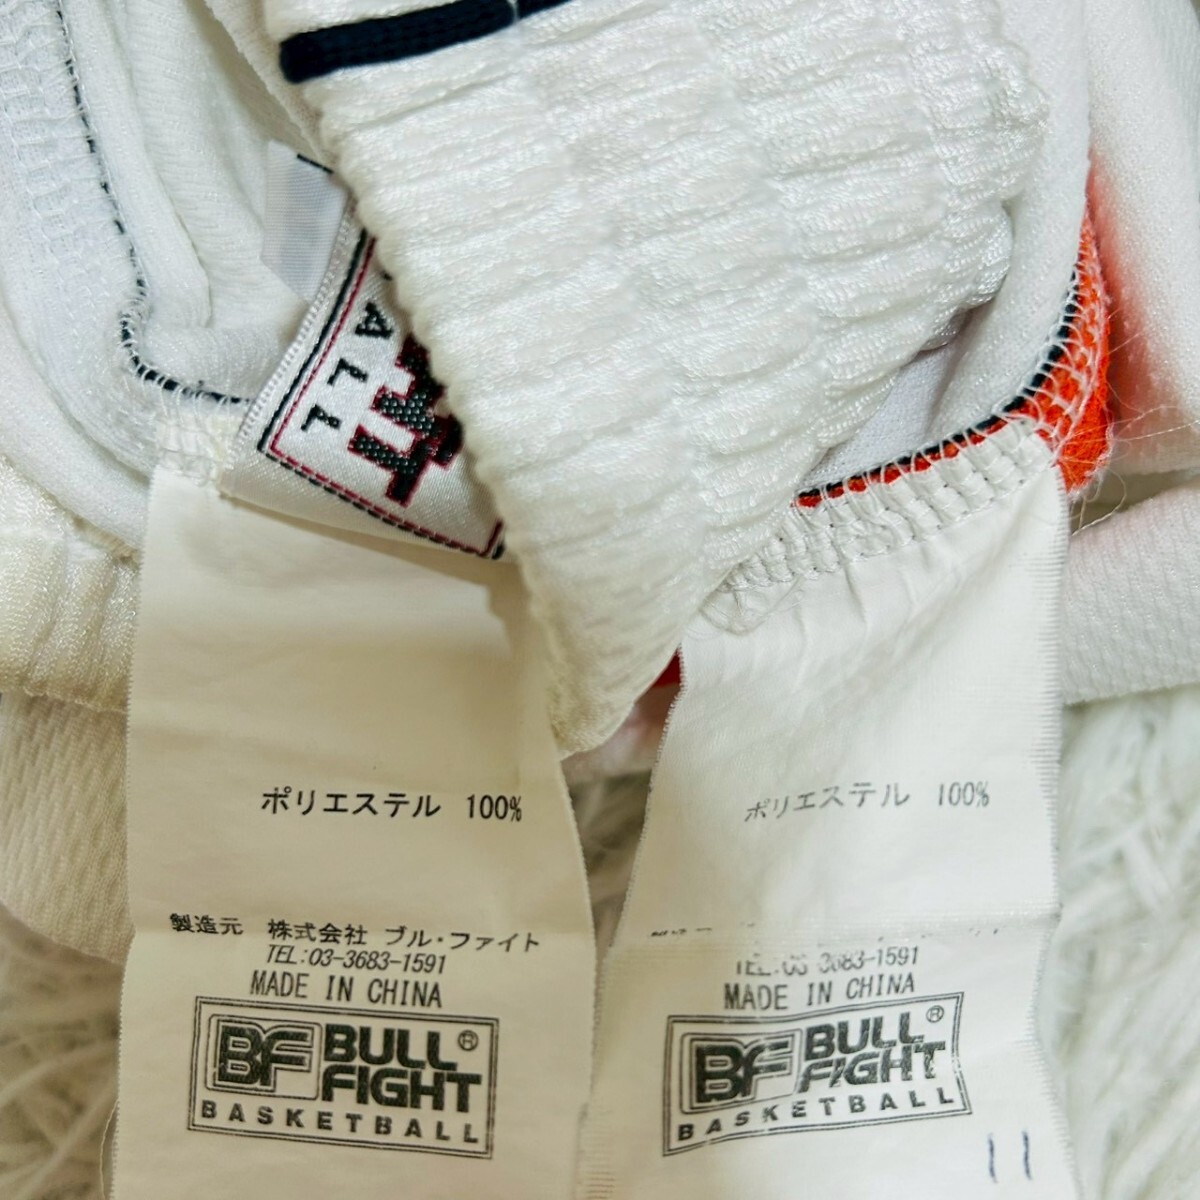 ALL
ポリエステル 100%
製造元 株式会社 ブル・ファイト
TEL:03-3683-1591
MADE IN CHINA
BF BULL FIGHT®
BASKETBALL
ポリエステル 100%
TEL:03-3683-1591
MADE IN CHINA
BF BULL FIGHT®
BASKETBALL
11